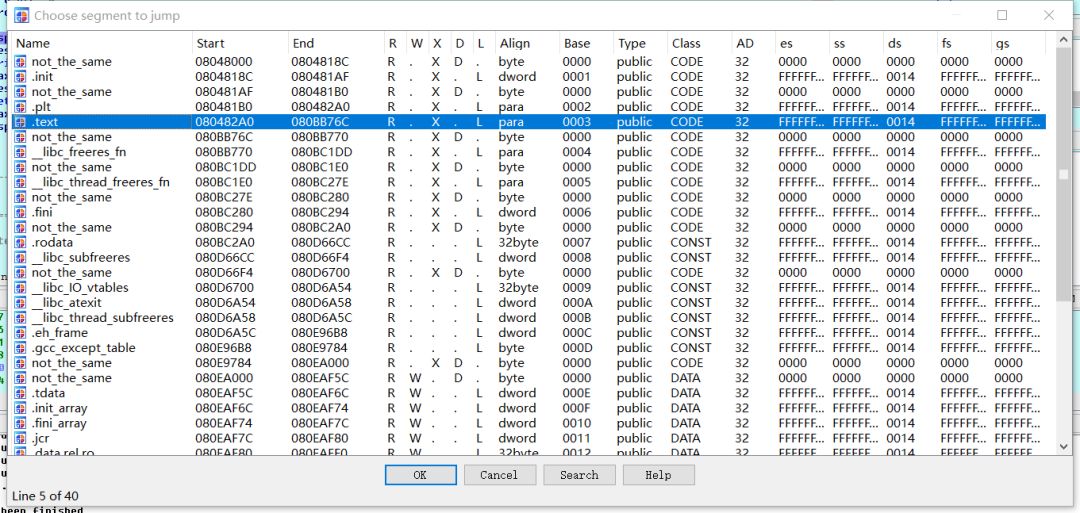 Choose segment to jump
Name Start End R W X D L Align Base Type Class AD es ss ds fs gs
not_the_same 08048000 0804818C R . X D . byte 0000 public CODE 32 0000 0000 0000 0000 0000
.init 0804818C 080481AF R . X . L dword 0001 public CODE 32 FFFFFF... FFFFFF... 0014 FFFFFF... FFFFFF...
not_the_same 080481AF 080481B0 R . X D . byte 0000 public CODE 32 0000 0000 0000 0000 0000
.plt 080481B0 080482A0 R . X . L para 0002 public CODE 32 FFFFFF... FFFFFF... 0014 FFFFFF... FFFFFF...
.text 080482A0 080BB76C R . X . L para 0003 public CODE 32 FFFFFF... FFFFFF... 0014 FFFFFF... FFFFFF...
not_the_same 080BB76C 080BB770 R . X D . byte 0000 public CODE 32 0000 0000 0000 0000 0000
__libc_freeres_fn 080BB770 080BC1DD R . X . L para 0004 public CODE 32 FFFFFF... FFFFFF... 0014 FFFFFF... FFFFFF...
not_the_same 080BC1DD 080BC1E0 R . X D . byte 0000 public CODE 32 0000 0000 0000 0000 0000
__libc_thread_freeres_fn 080BC1E0 080BC27E R . X . L para 0005 public CODE 32 FFFFFF... FFFFFF... 0014 FFFFFF... FFFFFF...
not_the_same 080BC27E 080BC280 R . X D . byte 0000 public CODE 32 0000 0000 0000 0000 0000
.fini 080BC280 080BC294 R . X . L dword 0006 public CODE 32 FFFFFF... FFFFFF... 0014 FFFFFF... FFFFFF...
not_the_same 080BC294 080BC2A0 R . X D . byte 0000 public CODE 32 0000 0000 0000 0000 0000
.rodata 080BC2A0 080D66CC R . . . L 32byte 0007 public CONST 32 FFFFFF... FFFFFF... 0014 FFFFFF... FFFFFF...
__libc_subfreeres 080D66CC 080D66F4 R . . . L dword 0008 public CONST 32 FFFFFF... FFFFFF... 0014 FFFFFF... FFFFFF...
not_the_same 080D66F4 080D6700 R . X D . byte 0000 public CODE 32 0000 0000 0000 0000 0000
__libc_IO_vtables 080D6700 080D6A54 R . . . L 32byte 0009 public CONST 32 FFFFFF... FFFFFF... 0014 FFFFFF... FFFFFF...
__libc_atexit 080D6A54 080D6A58 R . . . L dword 000A public CONST 32 FFFFFF... FFFFFF... 0014 FFFFFF... FFFFFF...
__libc_thread_subfreeres 080D6A58 080D6A5C R . . . L dword 000B public CONST 32 FFFFFF... FFFFFF... 0014 FFFFFF... FFFFFF...
.eh_frame 080D6A5C 080E96B8 R . . . L dword 000C public CONST 32 FFFFFF... FFFFFF... 0014 FFFFFF... FFFFFF...
.gcc_except_table 080E96B8 080E9784 R . . . L byte 000D public CONST 32 FFFFFF... FFFFFF... 0014 FFFFFF... FFFFFF...
not_the_same 080E9784 080EA000 R . X D . byte 0000 public CODE 32 0000 0000 0000 0000 0000
not_the_same 080EA000 080EAF5C R W . D . byte 0000 public DATA 32 0000 0000 0000 0000 0000
.tdata 080EAF5C 080EAF6C R W . . L dword 000E public DATA 32 FFFFFF... FFFFFF... 0014 FFFFFF... FFFFFF...
.init_array 080EAF6C 080EAF74 R W . . L dword 000F public DATA 32 FFFFFF... FFFFFF... 0014 FFFFFF... FFFFFF...
.fini_array 080EAF74 080EAF7C R W . . L dword 0010 public DATA 32 FFFFFF... FFFFFF... 0014 FFFFFF... FFFFFF...
.jcr 080EAF7C 080EAF80 R W . . L dword 0011 public DATA 32 FFFFFF... FFFFFF... 0014 FFFFFF... FFFFFF...
.data.rel.ro 080EAF80 080EAFF0 R W . . L 32byte 0012 public DATA 32 FFFFFF... FFFFFF... 0014 FFFFFF... FFFFFF...
OK Cancel Search Help
Line 5 of 40
been finished